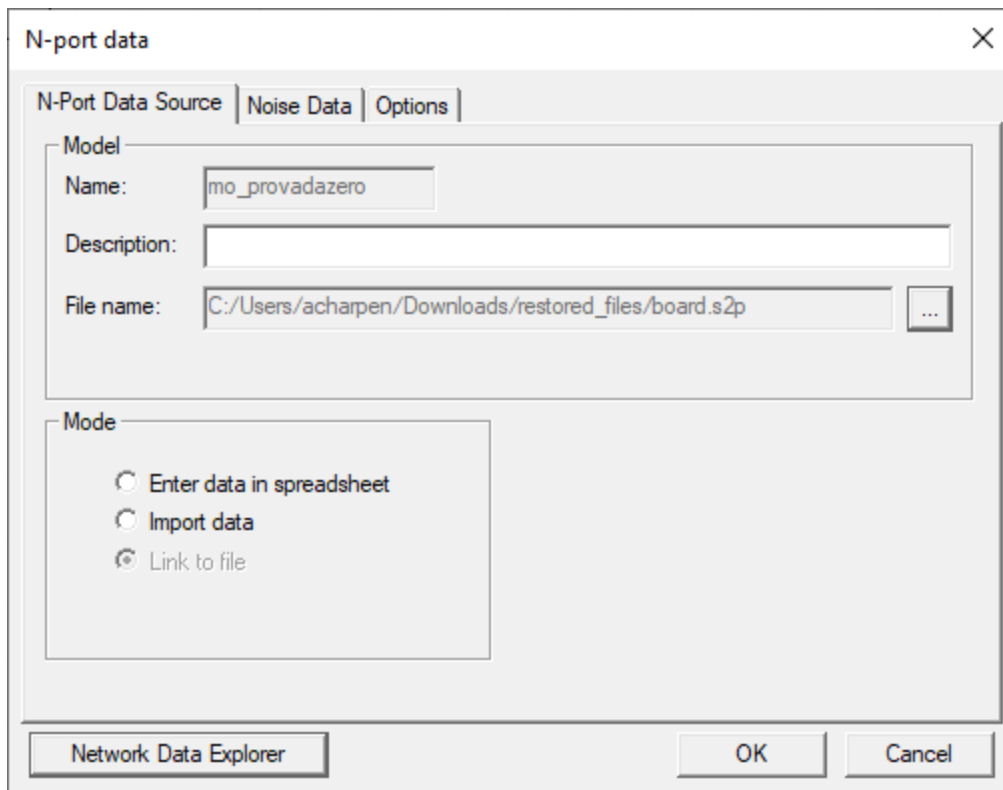 N-port data
N-Port Data Source Noise Data Options
Model
Name: mo_provadazero
Description:
File name: C:/Users/acharpen/Downloads/restored_files/board.s2p ...
Mode
Enter data in spreadsheet
Import data
Link to file
Network Data Explorer OK Cancel